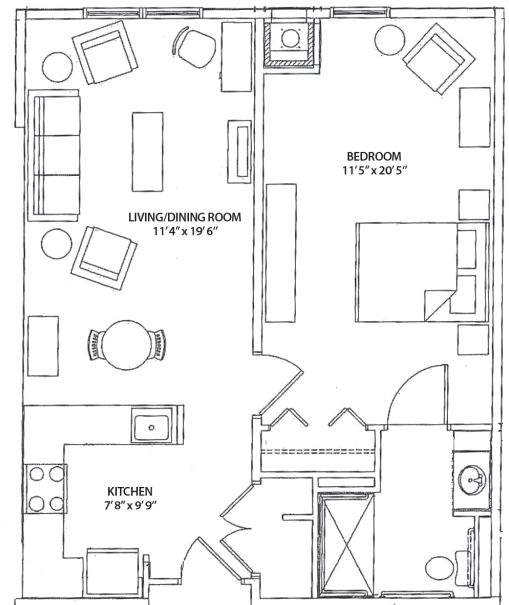 BEDROOM
11'5" x 20'5"
LIVING/DINING ROOM
11'4" x 19'6"
KITCHEN
7'8" x 9'9"